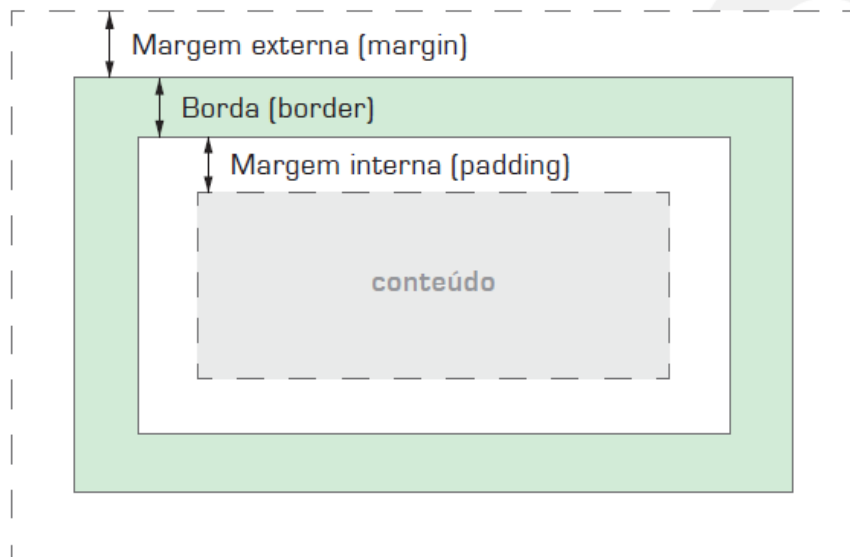 Margem externa (margin)
Borda (border)
Margem interna (padding)
conteúdo